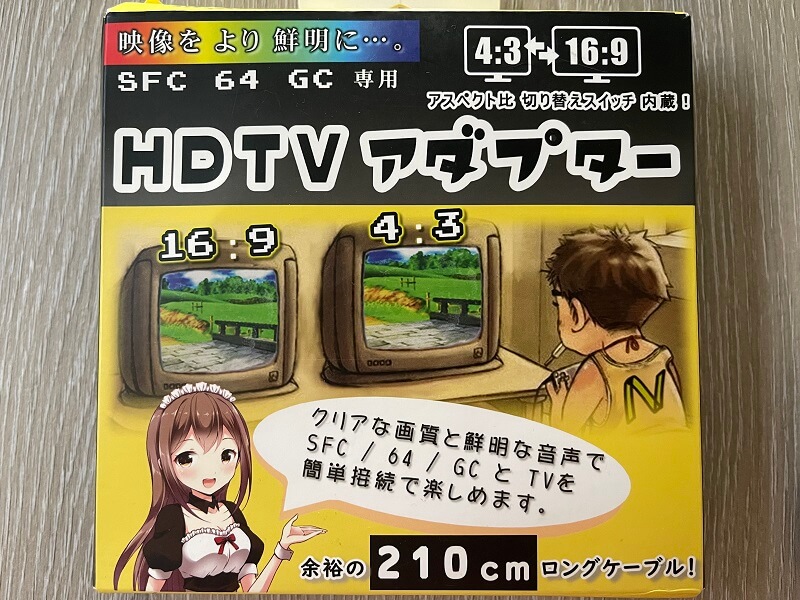 映像を より 鮮明に…。
SFC 64 GC 専用
4:3 16:9
アスペクト比 切り替えスイッチ 内蔵！
HDTV アダプター
16:9
4:3
クリアな画質と鮮明な音声で
SFC / 64 / GC と TVを
簡単接続で楽しめます。
余裕の 210cm ロングケーブル！